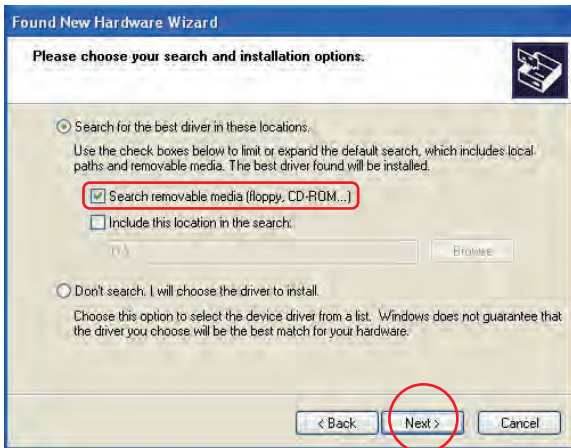 Found New Hardware Wizard
Please choose your search and installation options.
Search for the best driver in these locations.
Use the check boxes below to limit or expand the default search, which includes local
paths and removable media. The best driver found will be installed.
Search removable media (floppy, CD-ROM...)
Include this location in the search:
D:\
Browse
Don't search. I will choose the driver to install.
Choose this option to select the device driver from a list. Windows does not guarantee that
the driver you choose will be the best match for your hardware.
< Back Next > Cancel